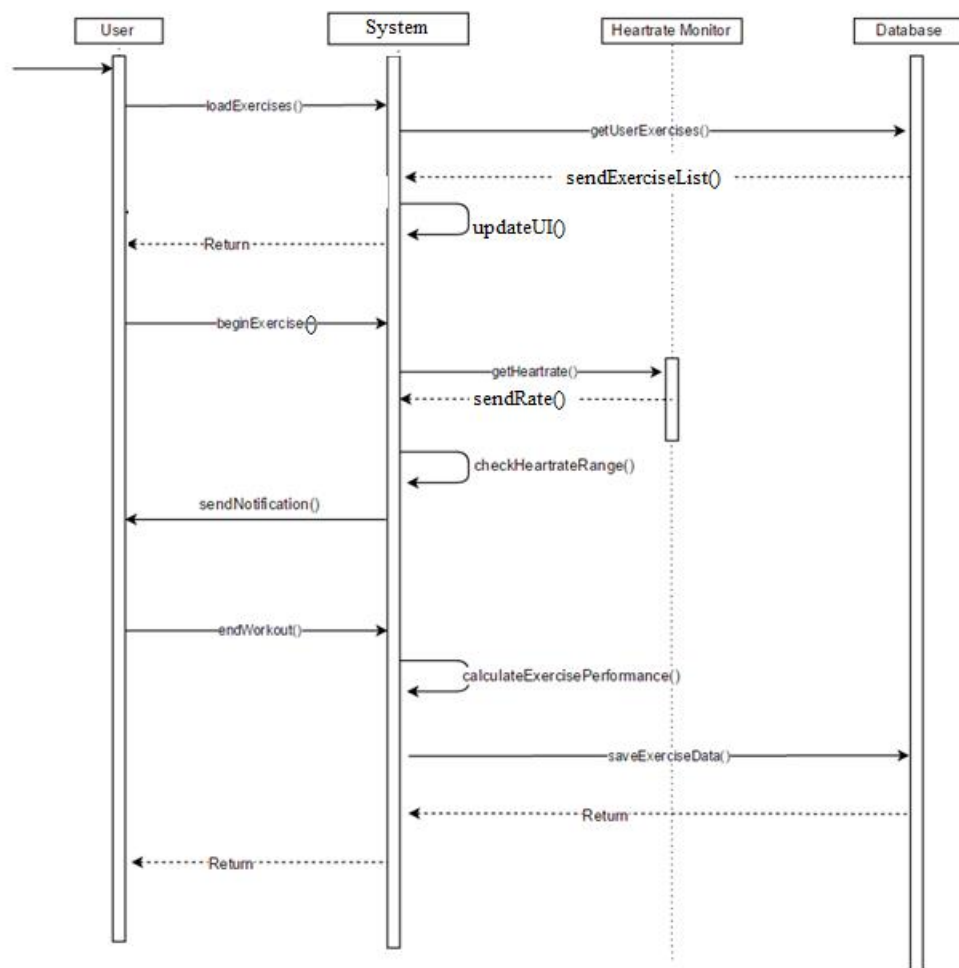 User
System
Heartrate Monitor
Database
loadExercises()
getUserExercises()
sendExerciseList()
updateUI()
Return
beginExercise()
getHeartrate()
sendRate()
checkHeartrateRange()
sendNotification()
endWorkout()
calculateExercisePerformance()
saveExerciseData()
Return
Return